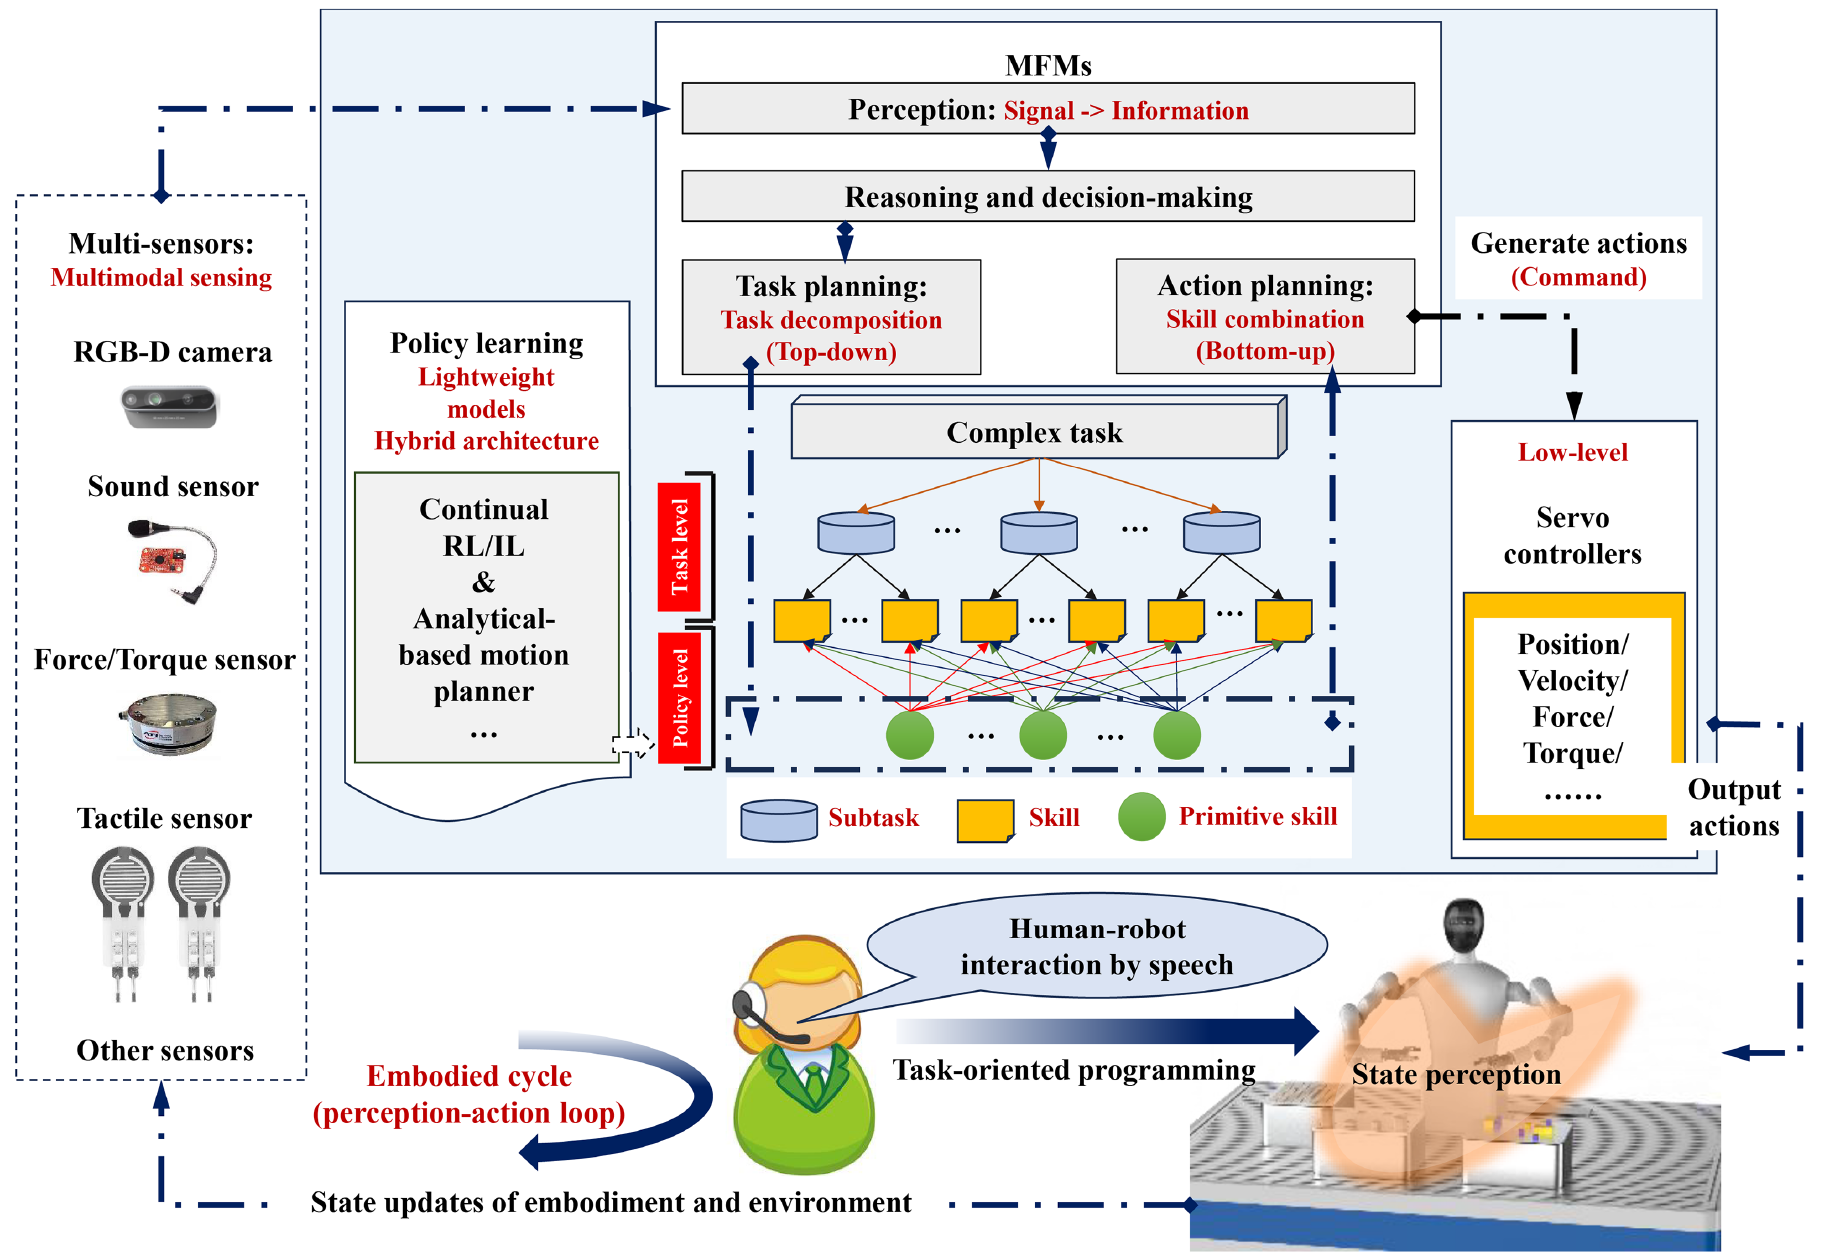 MFMs
Perception: Signal -> Information
Reasoning and decision-making
Task planning:
Task decomposition
(Top-down)
Action planning:
Skill combination
(Bottom-up)
Generate actions
(Command)
Multi-sensors:
Multimodal sensing
RGB-D camera
Sound sensor
Force/Torque sensor
Tactile sensor
Other sensors
Policy learning
Lightweight
models
Hybrid architecture
Continual
RL/IL
&
Analytical-
based motion
planner
...
Task level
Policy level
Complex task
... ...
... ... ...
... ...
Subtask
Skill
Primitive skill
Low-level
Servo
controllers
Position/
Velocity/
Force/
Torque/
......
Output
actions
Human-robot
interaction by speech
Embodied cycle
(perception-action loop)
Task-oriented programming
State perception
State updates of embodiment and environment